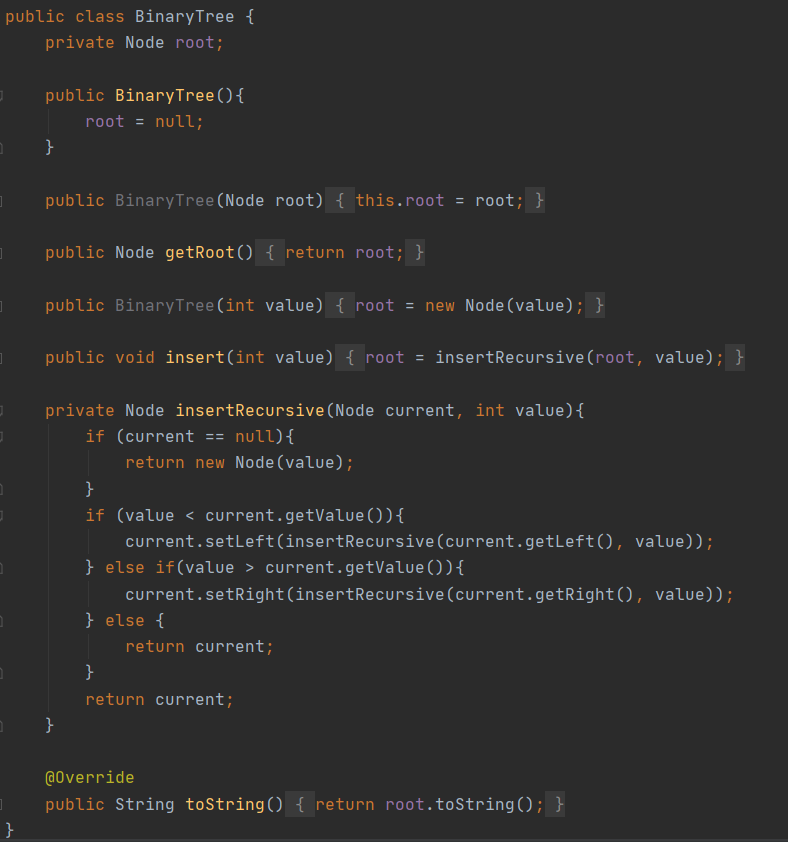 public class BinaryTree {
    private Node root;
    public BinaryTree(){
        root = null;
    }
    public BinaryTree(Node root) { this.root = root; }
    public Node getRoot() { return root; }
    public BinaryTree(int value) { root = new Node(value); }
    public void insert(int value) { root = insertRecursive(root, value); }
    private Node insertRecursive(Node current, int value){
        if (current == null){
            return new Node(value);
        }
        if (value < current.getValue()){
            current.setLeft(insertRecursive(current.getLeft(), value));
        } else if(value > current.getValue()){
            current.setRight(insertRecursive(current.getRight(), value));
        } else {
            return current;
        }
        return current;
    }
    @Override
    public String toString() { return root.toString(); }
}